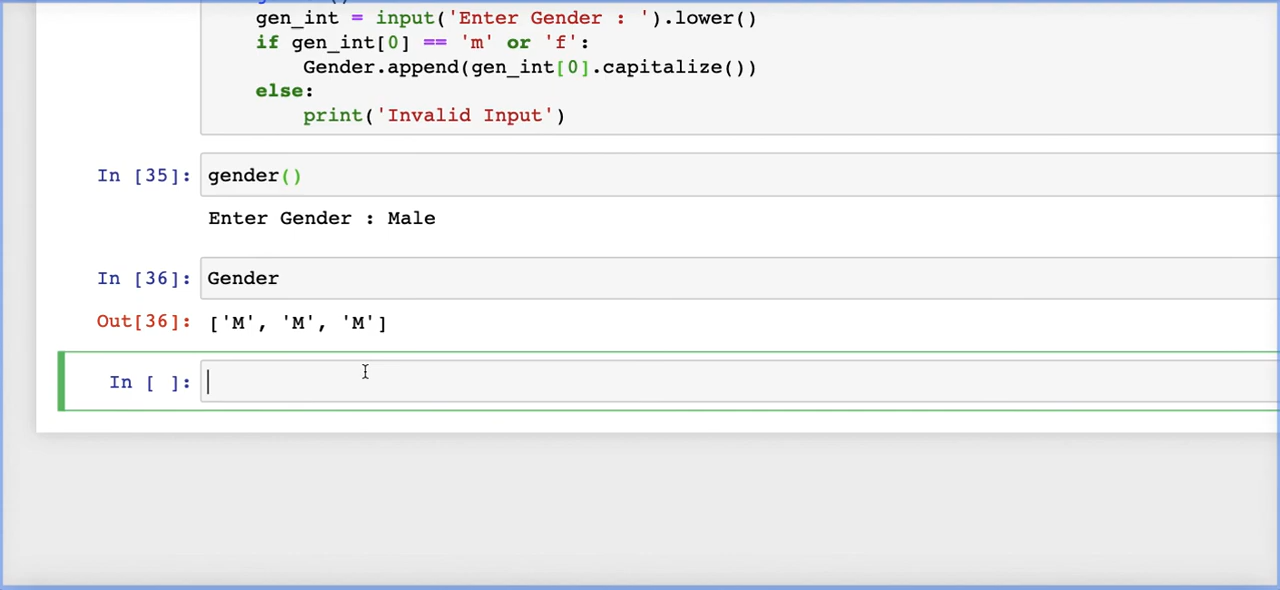 gen_int = input('Enter Gender : ').lower()
if gen_int[0] == 'm' or 'f':
Gender.append(gen_int[0].capitalize())
else:
print('Invalid Input')
In [35]: gender()
Enter Gender : Male
In [36]: Gender
Out[36]: ['M', 'M', 'M']
In [ ]: